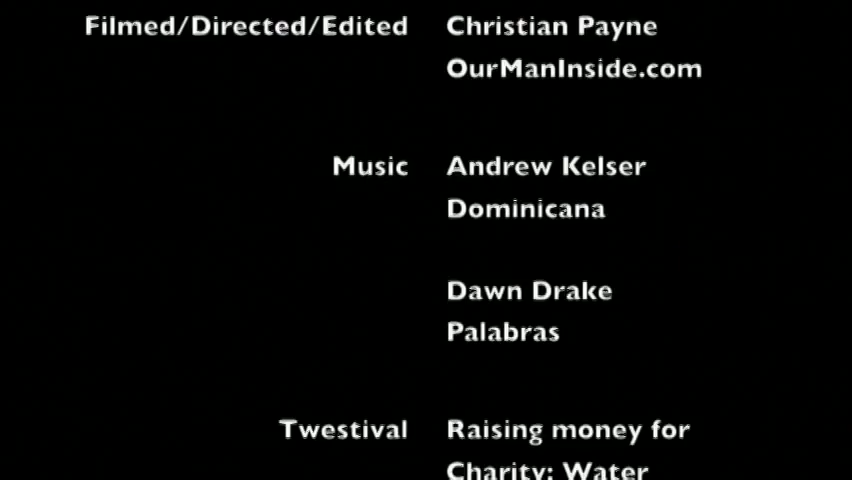 Filmed/Directed/Edited Christian Payne
OurManInside.com
Music Andrew Kelser
Dominicana
Dawn Drake
Palabras
Twestival Raising money for
Charity: Water